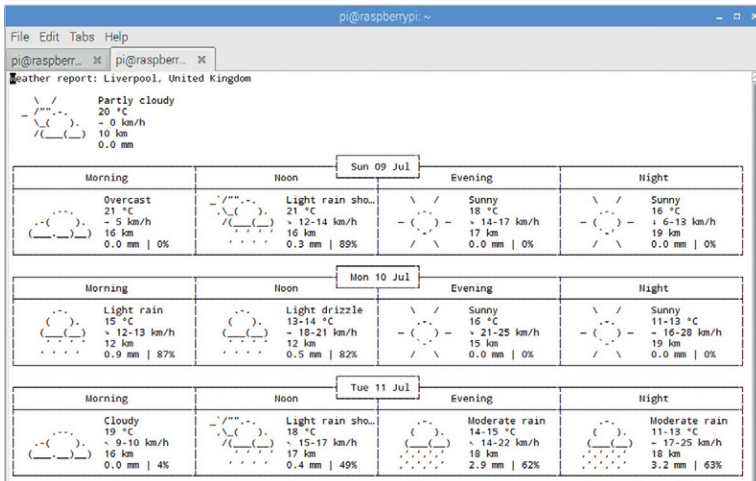 pi@raspberrypi: ~
File Edit Tabs Help
pi@raspberr... pi@raspberr...
Weather report: Liverpool, United Kingdom
Partly cloudy
20 °C
- 0 km/h
10 km
0.0 mm
Sun 09 Jul
Morning Noon Evening Night
Overcast Light rain sho… Sunny Sunny
21 °C 21 °C 18 °C 16 °C
- 5 km/h ↘ 12-14 km/h ↘ 14-17 km/h ↓ 6-13 km/h
16 km 16 km 17 km 19 km
0.0 mm | 0% 0.3 mm | 89% 0.0 mm | 0% 0.0 mm | 0%
Mon 10 Jul
Morning Noon Evening Night
Light rain Light drizzle Sunny Sunny
15 °C 13-14 °C 16 °C 11-13 °C
↘ 12-13 km/h - 18-21 km/h ↘ 21-25 km/h - 16-28 km/h
12 km 12 km 15 km 19 km
0.9 mm | 87% 0.5 mm | 82% 0.0 mm | 0% 0.0 mm | 0%
Tue 11 Jul
Morning Noon Evening Night
Cloudy Light rain sho… Moderate rain Moderate rain
19 °C 18 °C 14-15 °C 11-13 °C
↖ 9-10 km/h ↖ 15-17 km/h ↖ 14-22 km/h - 17-25 km/h
16 km 17 km 18 km 18 km
0.0 mm | 4% 0.4 mm | 49% 2.9 mm | 62% 3.2 mm | 63%